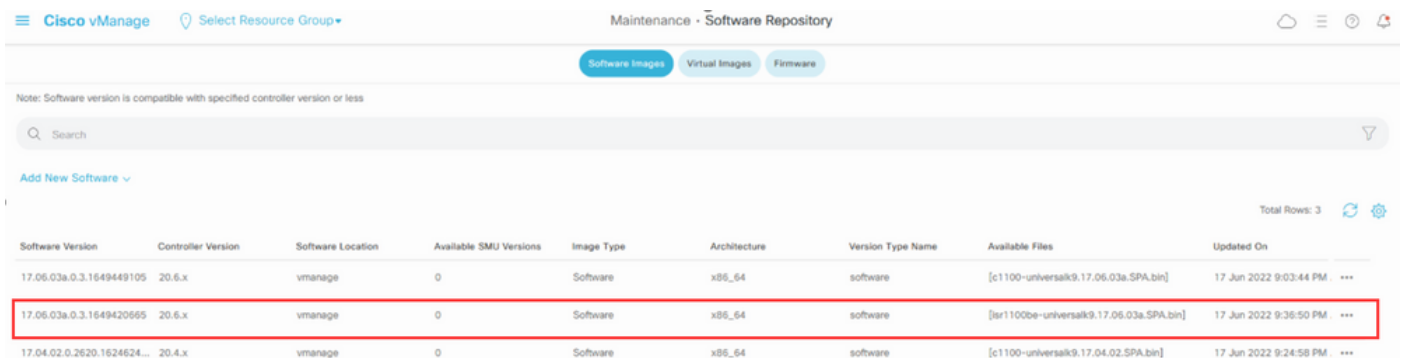 Cisco vManage Select Resource Group Maintenance · Software Repository
Software Images Virtual Images Firmware
Note: Software version is compatible with specified controller version or less
Search
Add New Software
Total Rows: 3
Software Version Controller Version Software Location Available SMU Versions Image Type Architecture Version Type Name Available Files Updated On
17.06.03a.0.3.1649449105 20.6.x vmanage 0 Software x86_64 software [c1100-universalk9.17.06.03a.SPA.bin] 17 Jun 2022 9:03:44 PM . •••
17.06.03a.0.3.1649420665 20.6.x vmanage 0 Software x86_64 software [isr1100be-universalk9.17.06.03a.SPA.bin] 17 Jun 2022 9:36:50 PM . •••
17.04.02.0.2620.1624624... 20.4.x vmanage 0 Software x86_64 software [c1100-universalk9.17.04.02.SPA.bin] 17 Jun 2022 9:24:58 PM . •••